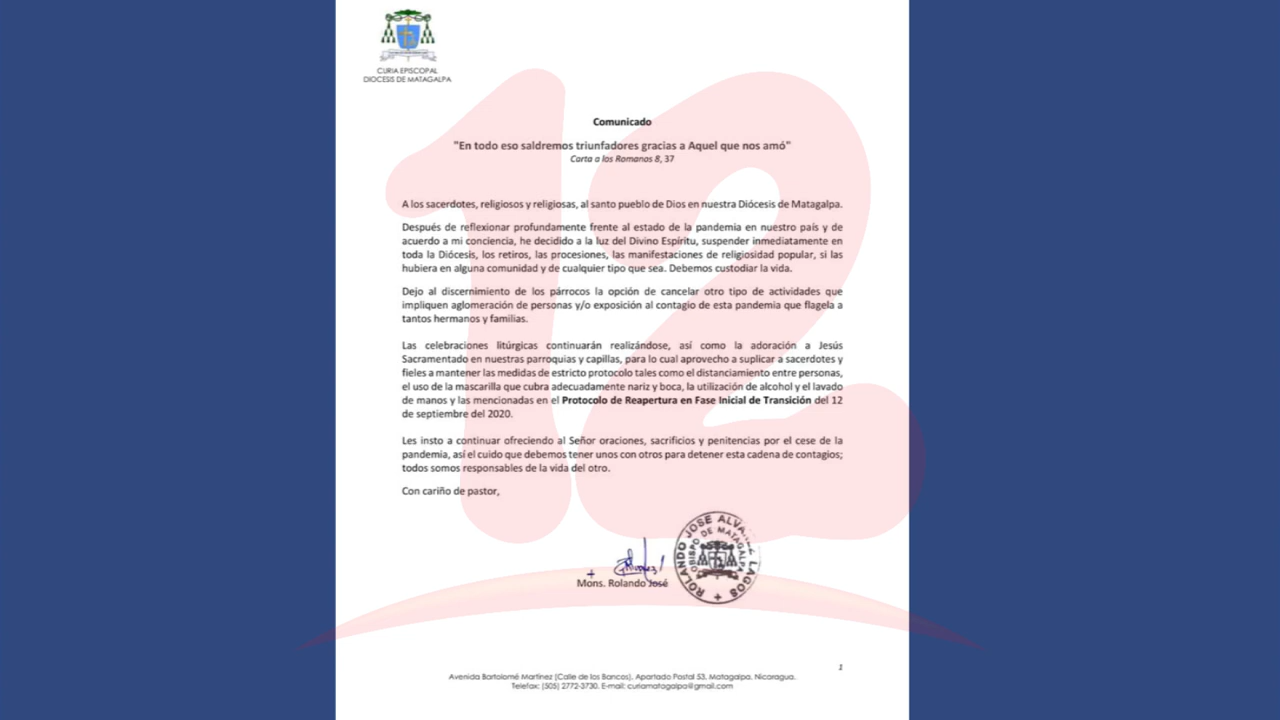 CURIA EPISCOPAL
DIOCESIS DE MATAGALPA
Comunicado
"En todo eso saldremos triunfadores gracias a Aquel que nos amó"
Carta a los Romanos 8, 37
A los sacerdotes, religiosos y religiosas, al santo pueblo de Dios en nuestra Diócesis de Matagalpa.
Después de reflexionar profundamente frente al estado de la pandemia en nuestro país y de
acuerdo a mi conciencia, he decidido a la luz del Divino Espíritu, suspender inmediatamente en
toda la Diócesis, los retiros, las procesiones, las manifestaciones de religiosidad popular, si las
hubiera en alguna comunidad y de cualquier tipo que sea. Debemos custodiar la vida.
Dejo al discernimiento de los párrocos la opción de cancelar otro tipo de actividades que
impliquen aglomeración de personas y/o exposición al contagio de esta pandemia que flagela a
tantos hermanos y familias.
Las celebraciones litúrgicas continuarán realizándose, así como la adoración a Jesús
Sacramentado en nuestras parroquias y capillas, para lo cual aprovecho a suplicar a sacerdotes y
fieles a mantener las medidas de estricto protocolo tales como el distanciamiento entre personas,
el uso de la mascarilla que cubra adecuadamente nariz y boca, la utilización de alcohol y el lavado
de manos y las mencionadas en el Protocolo de Reapertura en Fase Inicial de Transición del 12
de septiembre del 2020.
Les insto a continuar ofreciendo al Señor oraciones, sacrificios y penitencias por el cese de la
pandemia, así el cuido que debemos tener unos con otros para detener esta cadena de contagios;
todos somos responsables de la vida del otro.
Con cariño de pastor,
Mons. Rolando José
ROLANDO JOSE LAGOS
OBISPO DE MATAGALPA
1
Avenida Bartolomé Martínez (Calle de los Bancos), Apartado Postal 53, Matagalpa, Nicaragua.
Telefax: (505) 2772-3730. E-mail: curiamatagalpa@gmail.com
12